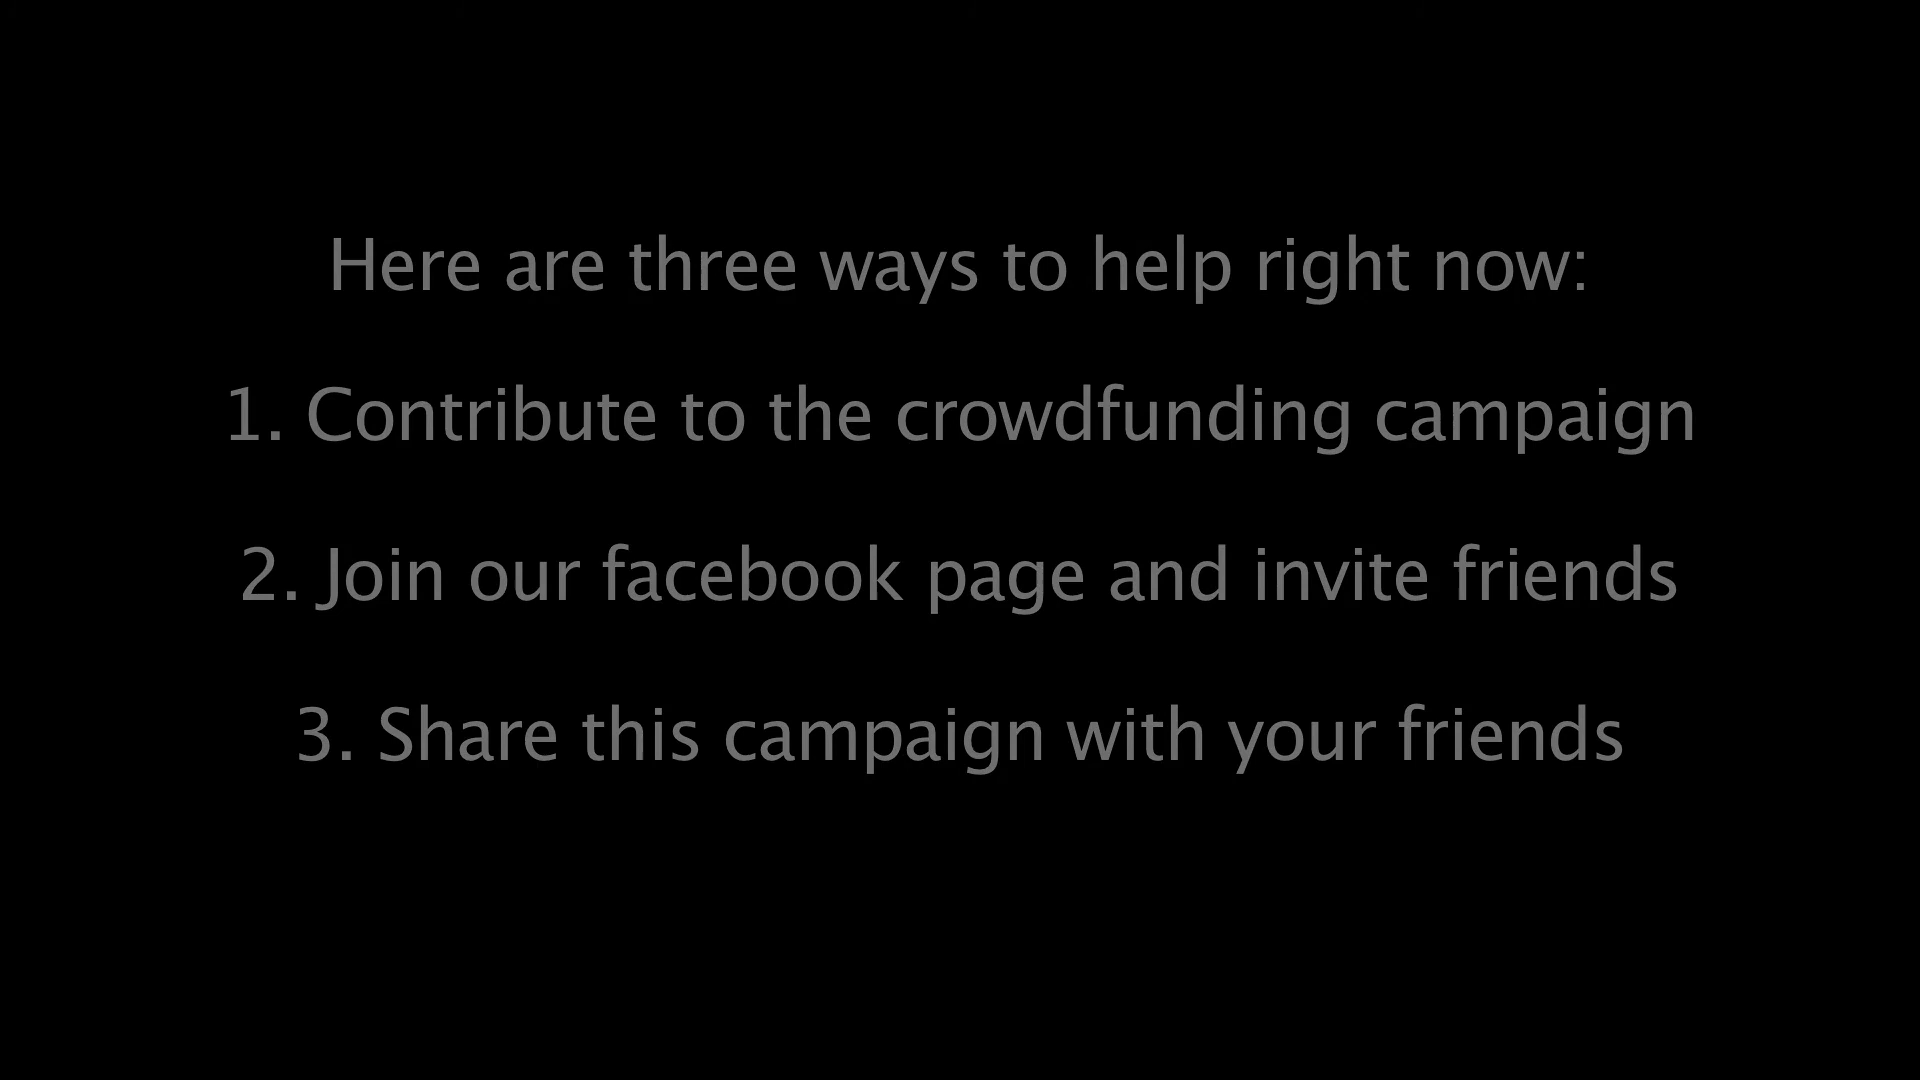 Here are three ways to help right now:
1. Contribute to the crowdfunding campaign
2. Join our facebook page and invite friends
3. Share this campaign with your friends